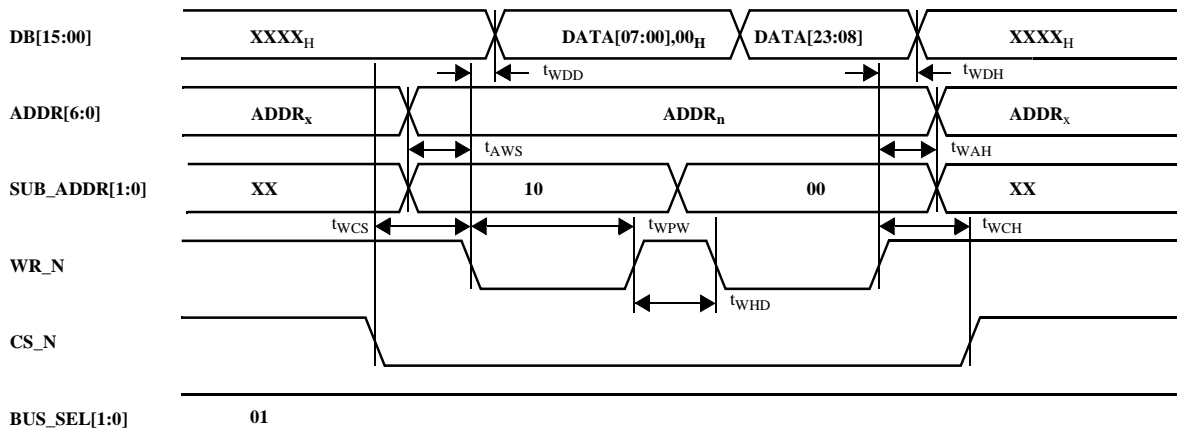 DB[15:00] XXXXH DATA[07:00],00H DATA[23:08] XXXXH
tWDD tWDH
ADDR[6:0] ADDRx ADDRn ADDRx
tAWS tWAH
SUB_ADDR[1:0] XX 10 00 XX
tWCS tWPW tWCH
WR_N
tWHD
CS_N
BUS_SEL[1:0] 01